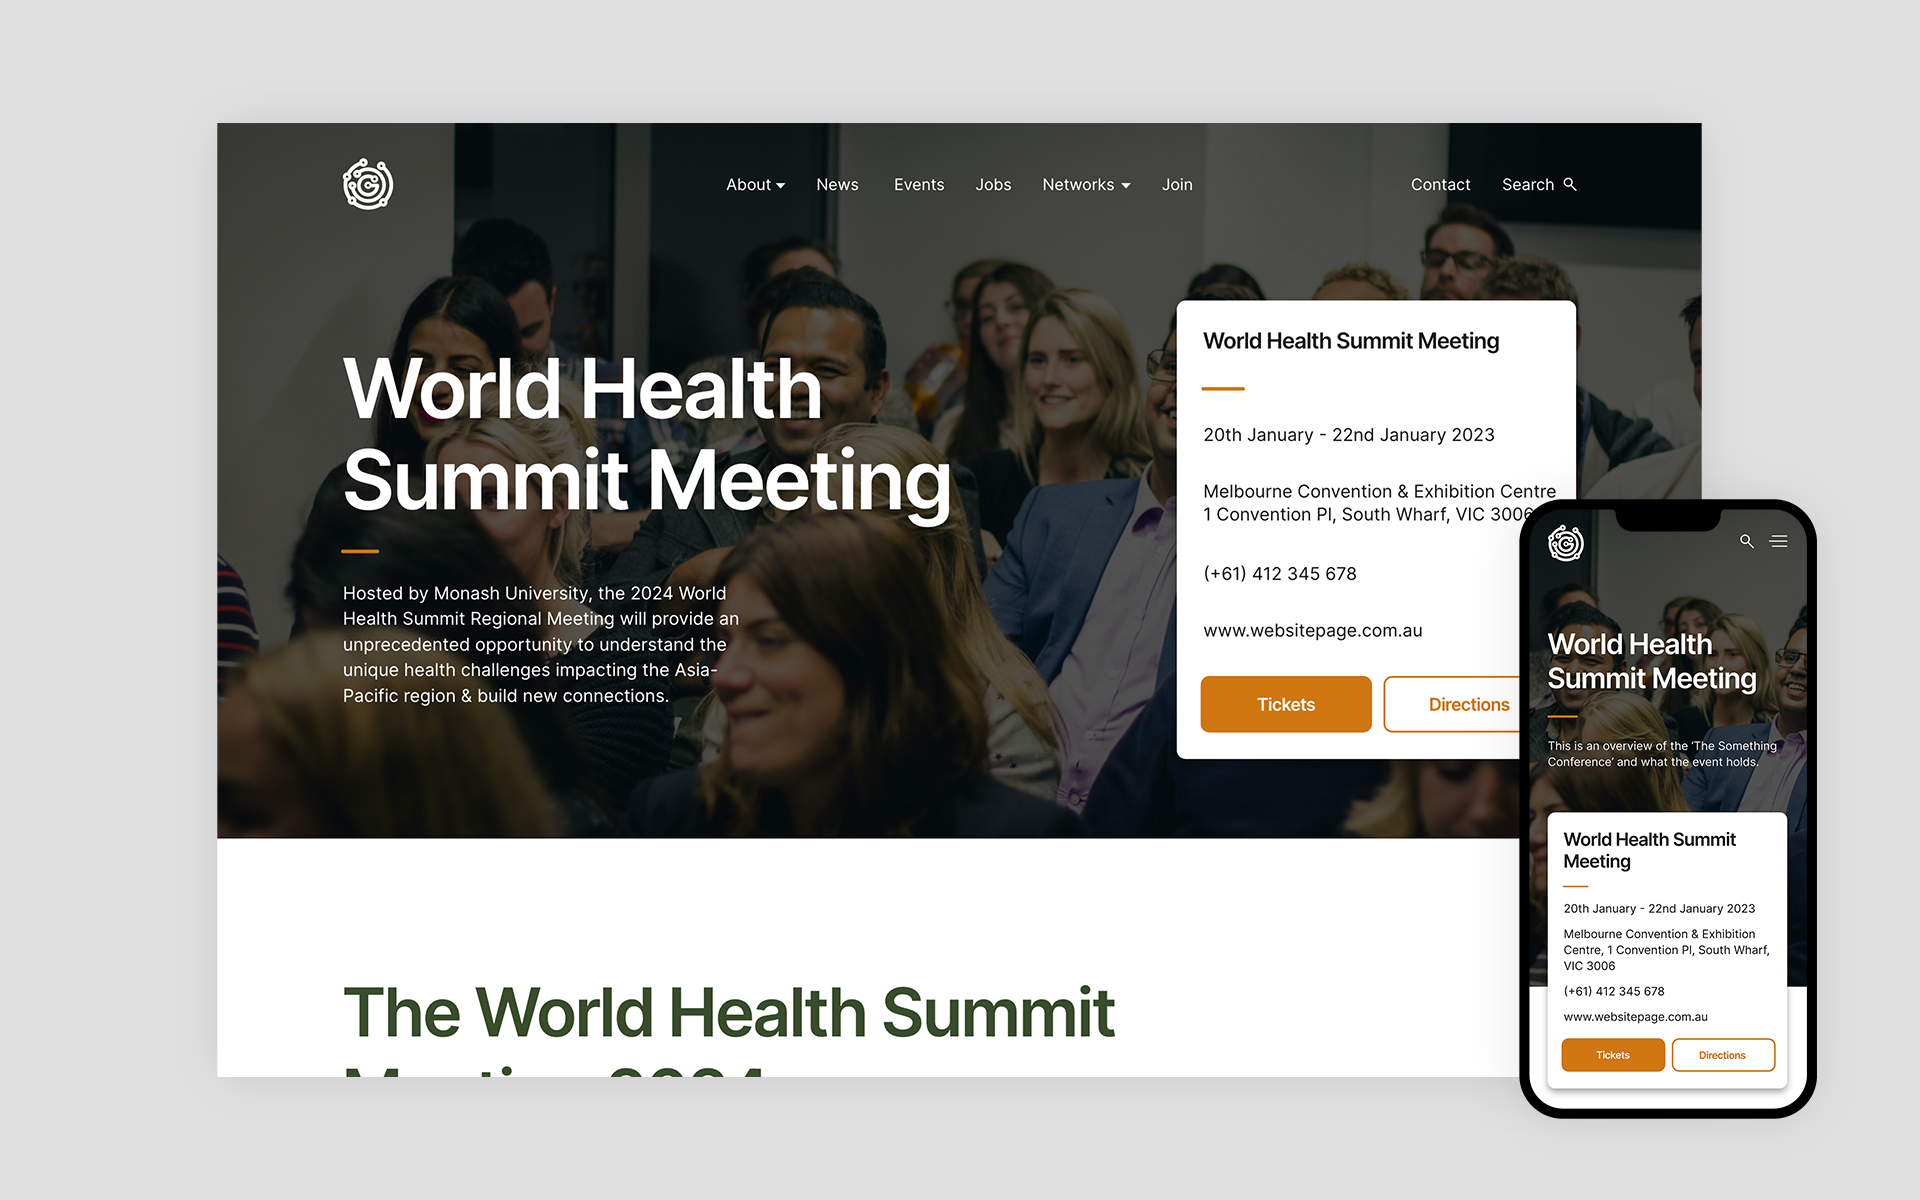 About
News
Events
Jobs
Networks
Join
Contact
Search
World Health
Summit Meeting
Hosted by Monash University, the 2024 World
Health Summit Regional Meeting will provide an
unprecedented opportunity to understand the
unique health challenges impacting the Asia-
Pacific region & build new connections.
World Health Summit Meeting
20th January - 22nd January 2023
Melbourne Convention & Exhibition Centre
1 Convention Pl, South Wharf, VIC 3006
(+61) 412 345 678
www.websitepage.com.au
Tickets
Directions
The World Health Summit
Meeting 2024
World Health
Summit Meeting
This is an overview of the 'The Something
Conference' and what the event holds.
World Health Summit
Meeting
20th January - 22nd January 2023
Melbourne Convention & Exhibition
Centre, 1 Convention Pl, South Wharf,
VIC 3006
(+61) 412 345 678
www.websitepage.com.au
Tickets
Directions